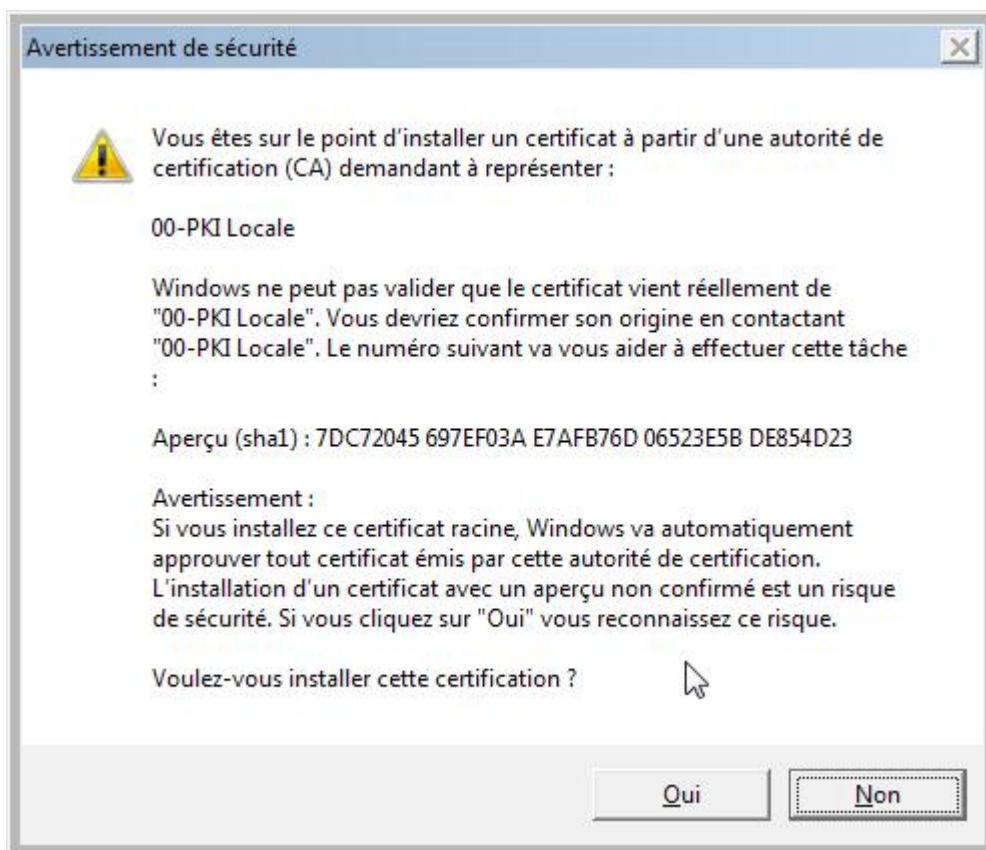 Avertissement de sécurité
Vous êtes sur le point d'installer un certificat à partir d'une autorité de
certification (CA) demandant à représenter :
00-PKI Locale
Windows ne peut pas valider que le certificat vient réellement de
"00-PKI Locale". Vous devriez confirmer son origine en contactant
"00-PKI Locale". Le numéro suivant va vous aider à effectuer cette tâche
:
Aperçu (sha1) : 7DC72045 697EF03A E7AFB76D 06523E5B DE854D23
Avertissement :
Si vous installez ce certificat racine, Windows va automatiquement
approuver tout certificat émis par cette autorité de certification.
L'installation d'un certificat avec un aperçu non confirmé est un risque
de sécurité. Si vous cliquez sur "Oui" vous reconnaissez ce risque.
Voulez-vous installer cette certification ?
Oui
Non